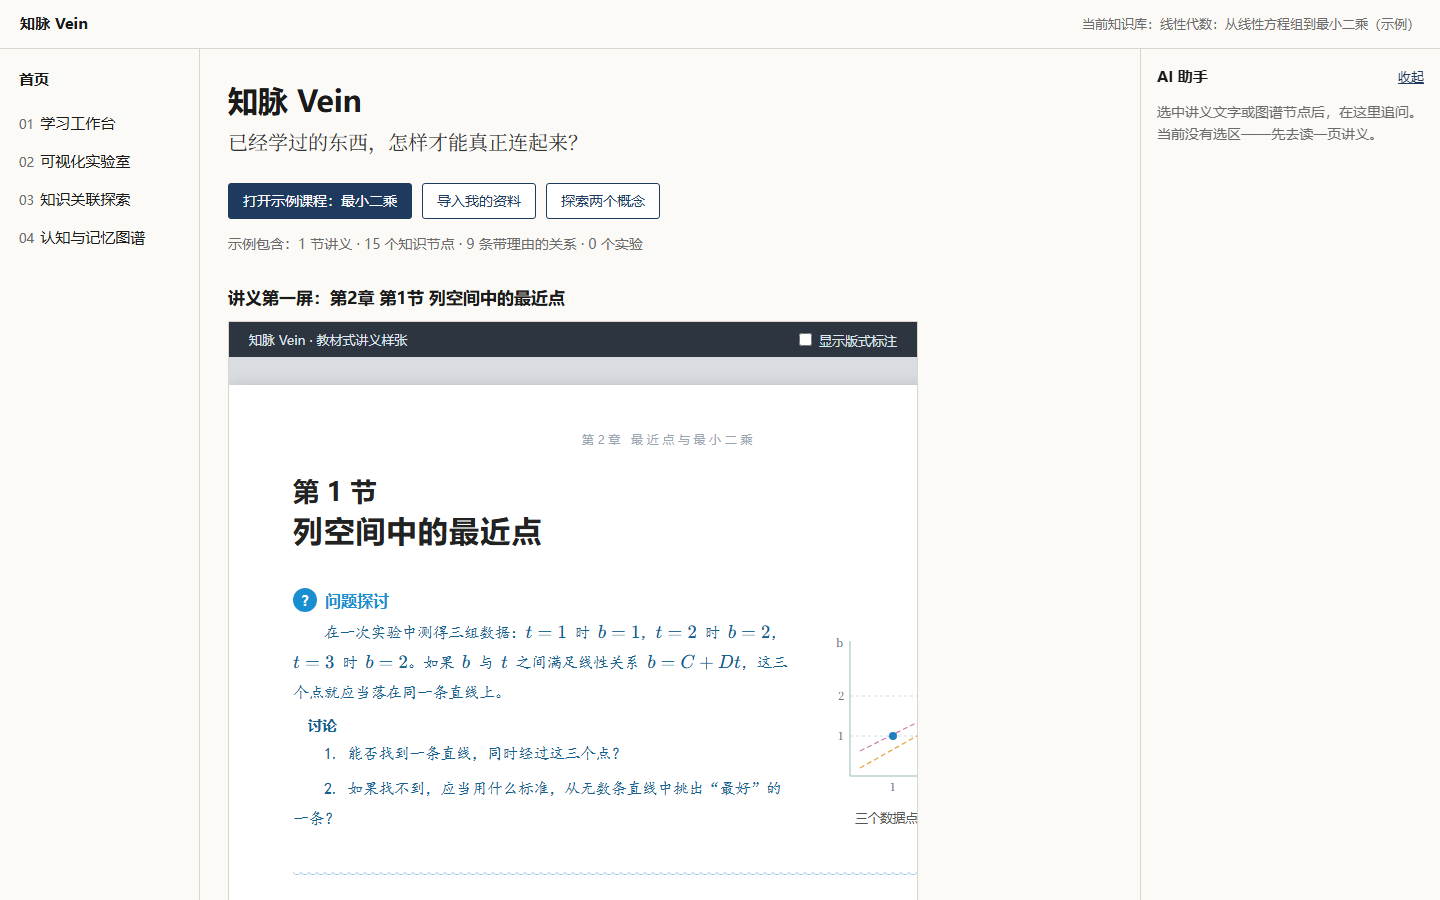 知脉 Vein
当前知识库：线性代数：从线性方程组到最小二乘（示例）
首页
01 学习工作台
02 可视化实验室
03 知识关联探索
04 认知与记忆图谱
知脉 Vein
已经学过的东西，怎样才能真正连起来？
打开示例课程：最小二乘
导入我的资料
探索两个概念
示例包含：1 节讲义 · 15 个知识节点 · 9 条带理由的关系 · 0 个实验
讲义第一屏：第2章 第1节 列空间中的最近点
知脉 Vein · 教材式讲义样张
显示版式标注
第2章 最近点与最小二乘
第 1 节
列空间中的最近点
? 问题探讨
在一次实验中测得三组数据：t = 1 时 b = 1，t = 2 时 b = 2，
t = 3 时 b = 2。如果 b 与 t 之间满足线性关系 b = C + Dt，这三
个点就应当落在同一条直线上。
讨论
1. 能否找到一条直线，同时经过这三个点？
2. 如果找不到，应当用什么标准，从无数条直线中挑出“最好”的
一条？
b
2
1
1
三个数据点
AI 助手
收起
选中讲义文字或图谱节点后，在这里追问。
当前没有选区——先去读一页讲义。